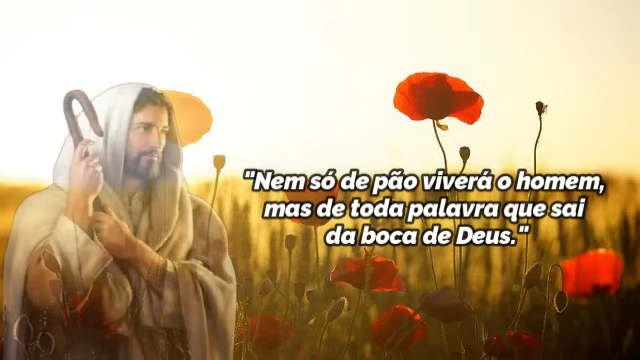 "Nem só de pão viverá o homem,
mas de toda palavra que sai
da boca de Deus."